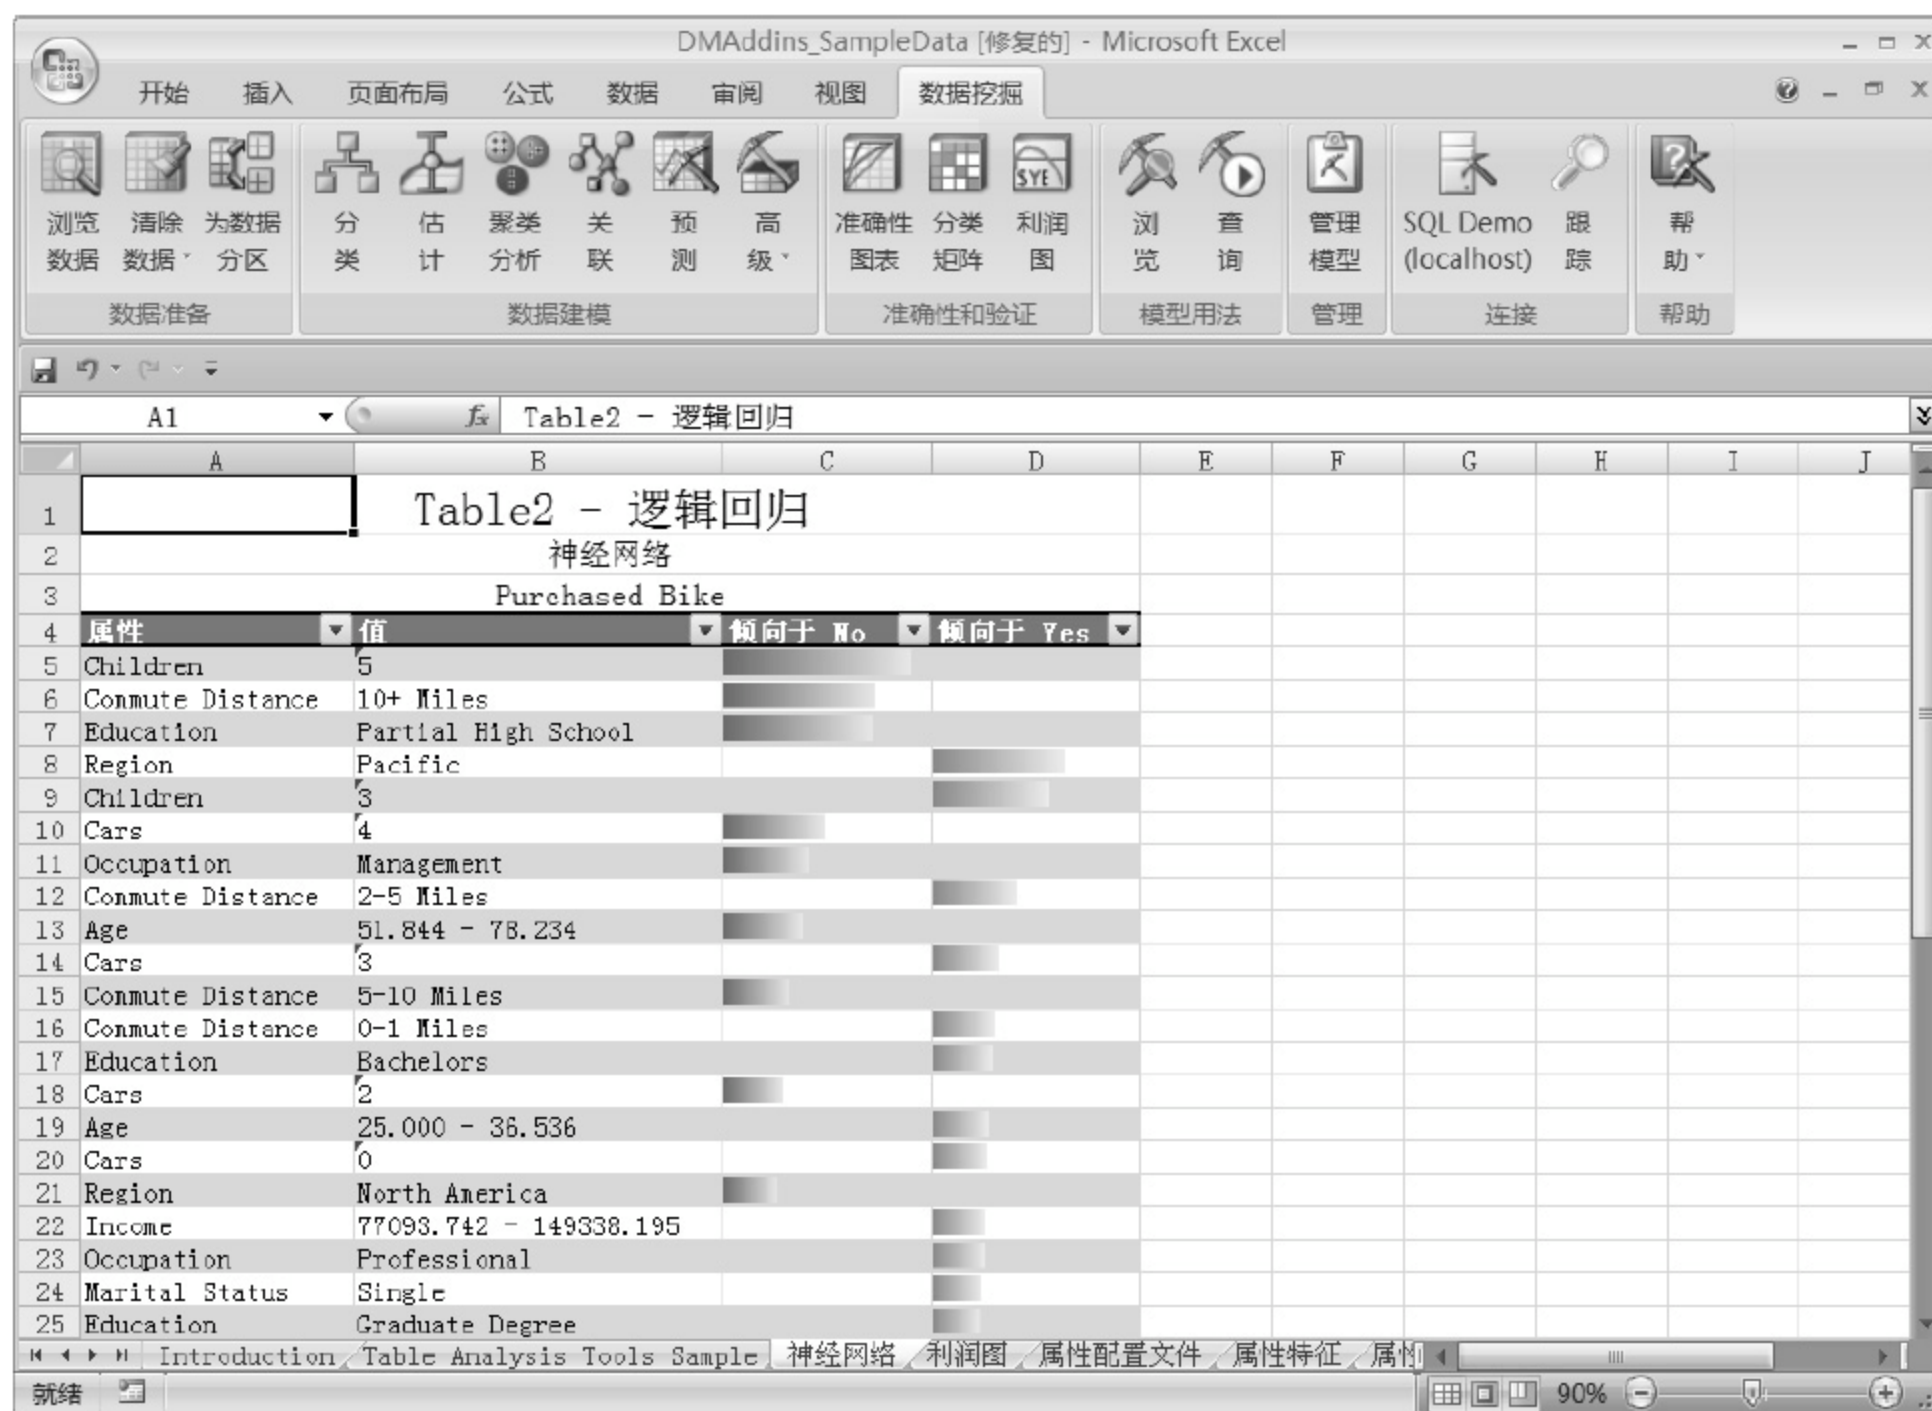 DMAddins_SampleData [修复的] - Microsoft Excel
开始 插入 页面布局 公式 数据 审阅 视图 数据挖掘
浏览 清除 为数据 分 估 聚类 关 预 高 准确性 分类 利润 浏 查 管理 SQL Demo 跟 帮
数据 数据 分区 类 计 分析 联 测 级 图表 矩阵 图 览 询 模型 (localhost) 踪 助
数据准备 数据建模 准确性和验证 模型用法 管理 连接 帮助
A1 fx Table2 - 逻辑回归
A B C D E F G H I J
1 Table2 - 逻辑回归
2 神经网络
3 Purchased Bike
4 属性 值 倾向于 No 倾向于 Yes
5 Children 5
6 Commute Distance 10+ Miles
7 Education Partial High School
8 Region Pacific
9 Children 3
10 Cars 4
11 Occupation Management
12 Commute Distance 2-5 Miles
13 Age 51.844 - 78.234
14 Cars 3
15 Commute Distance 5-10 Miles
16 Commute Distance 0-1 Miles
17 Education Bachelors
18 Cars 2
19 Age 25.000 - 36.536
20 Cars 0
21 Region North America
22 Income 77093.742 - 149338.195
23 Occupation Professional
24 Marital Status Single
25 Education Graduate Degree
Introduction Table Analysis Tools Sample 神经网络 利润图 属性配置文件 属性特征 属性
就绪 90%